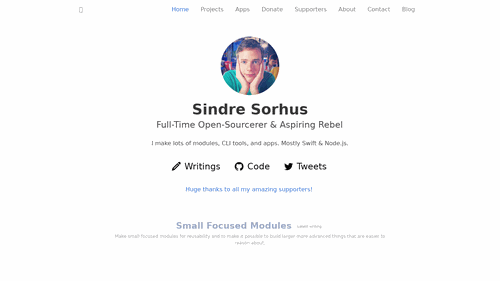 Home Projects Apps Donate Supporters About Contact Blog
Sindre Sorhus
Full-Time Open-Sourcerer & Aspiring Rebel
I make lots of modules, CLI tools, and apps. Mostly Swift & Node.js.
Writings Code Tweets
Huge thanks to all my amazing supporters!
Small Focused Modules Latest writing
Make small focused modules for reusability and to make it possible to build larger more advanced things that are easier to
reason about.